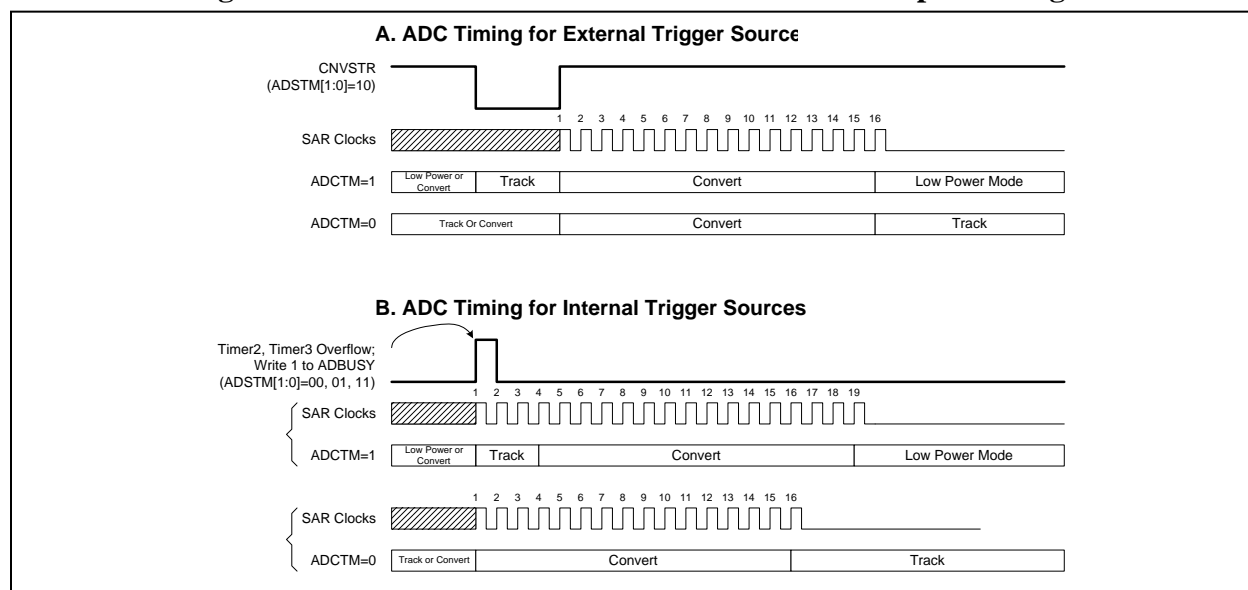 A. ADC Timing for External Trigger Source
CNVSTR
(ADSTM[1:0]=10)
1 2 3 4 5 6 7 8 9 10 11 12 13 14 15 16
SAR Clocks
ADCTM=1 Low Power or Convert Track Convert Low Power Mode
ADCTM=0 Track Or Convert Convert Track
B. ADC Timing for Internal Trigger Sources
Timer2, Timer3 Overflow;
Write 1 to ADBUSY
(ADSTM[1:0]=00, 01, 11)
1 2 3 4 5 6 7 8 9 10 11 12 13 14 15 16 17 18 19
SAR Clocks
ADCTM=1 Low Power or Convert Track Convert Low Power Mode
1 2 3 4 5 6 7 8 9 10 11 12 13 14 15 16
SAR Clocks
ADCTM=0 Track or Convert Convert Track